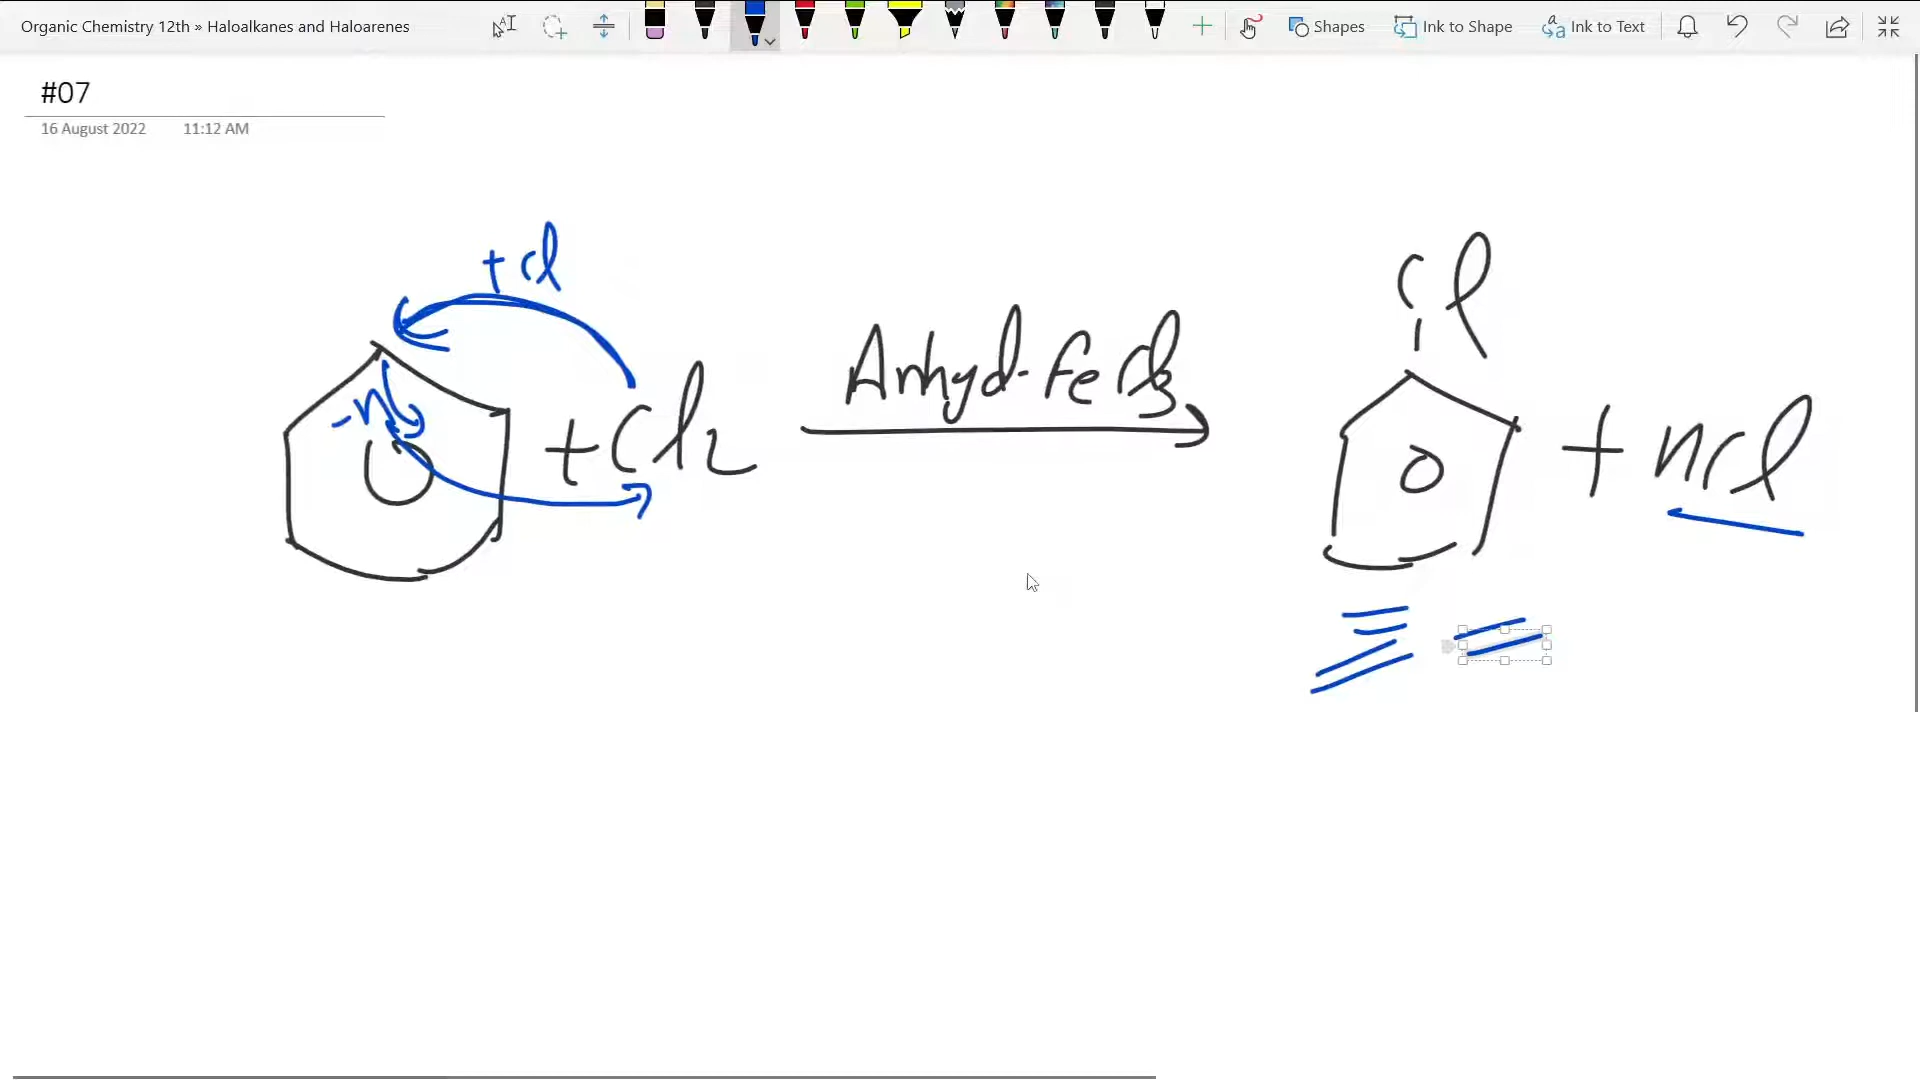 Organic Chemistry 12th » Haloalkanes and Haloarenes
Shapes
Ink to Shape
Ink to Text
#07
16 August 2022 11:12 AM
+cl
-H
+Cl2
Anhyd-FeCl3
Cl
+ HCl